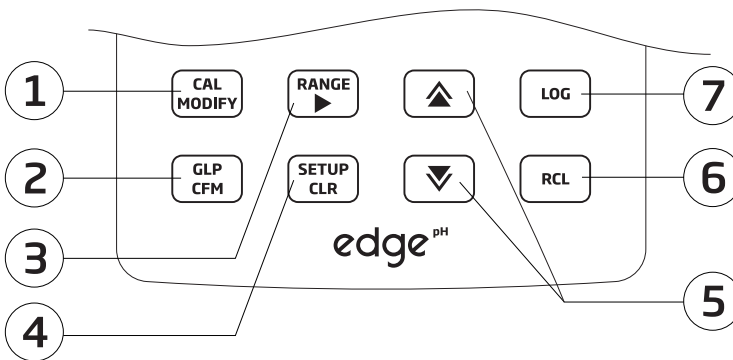 1
CAL
MODIFY
RANGE
LOG
7
2
GLP
CFM
SETUP
CLR
RCL
6
3
edge pH
4
5